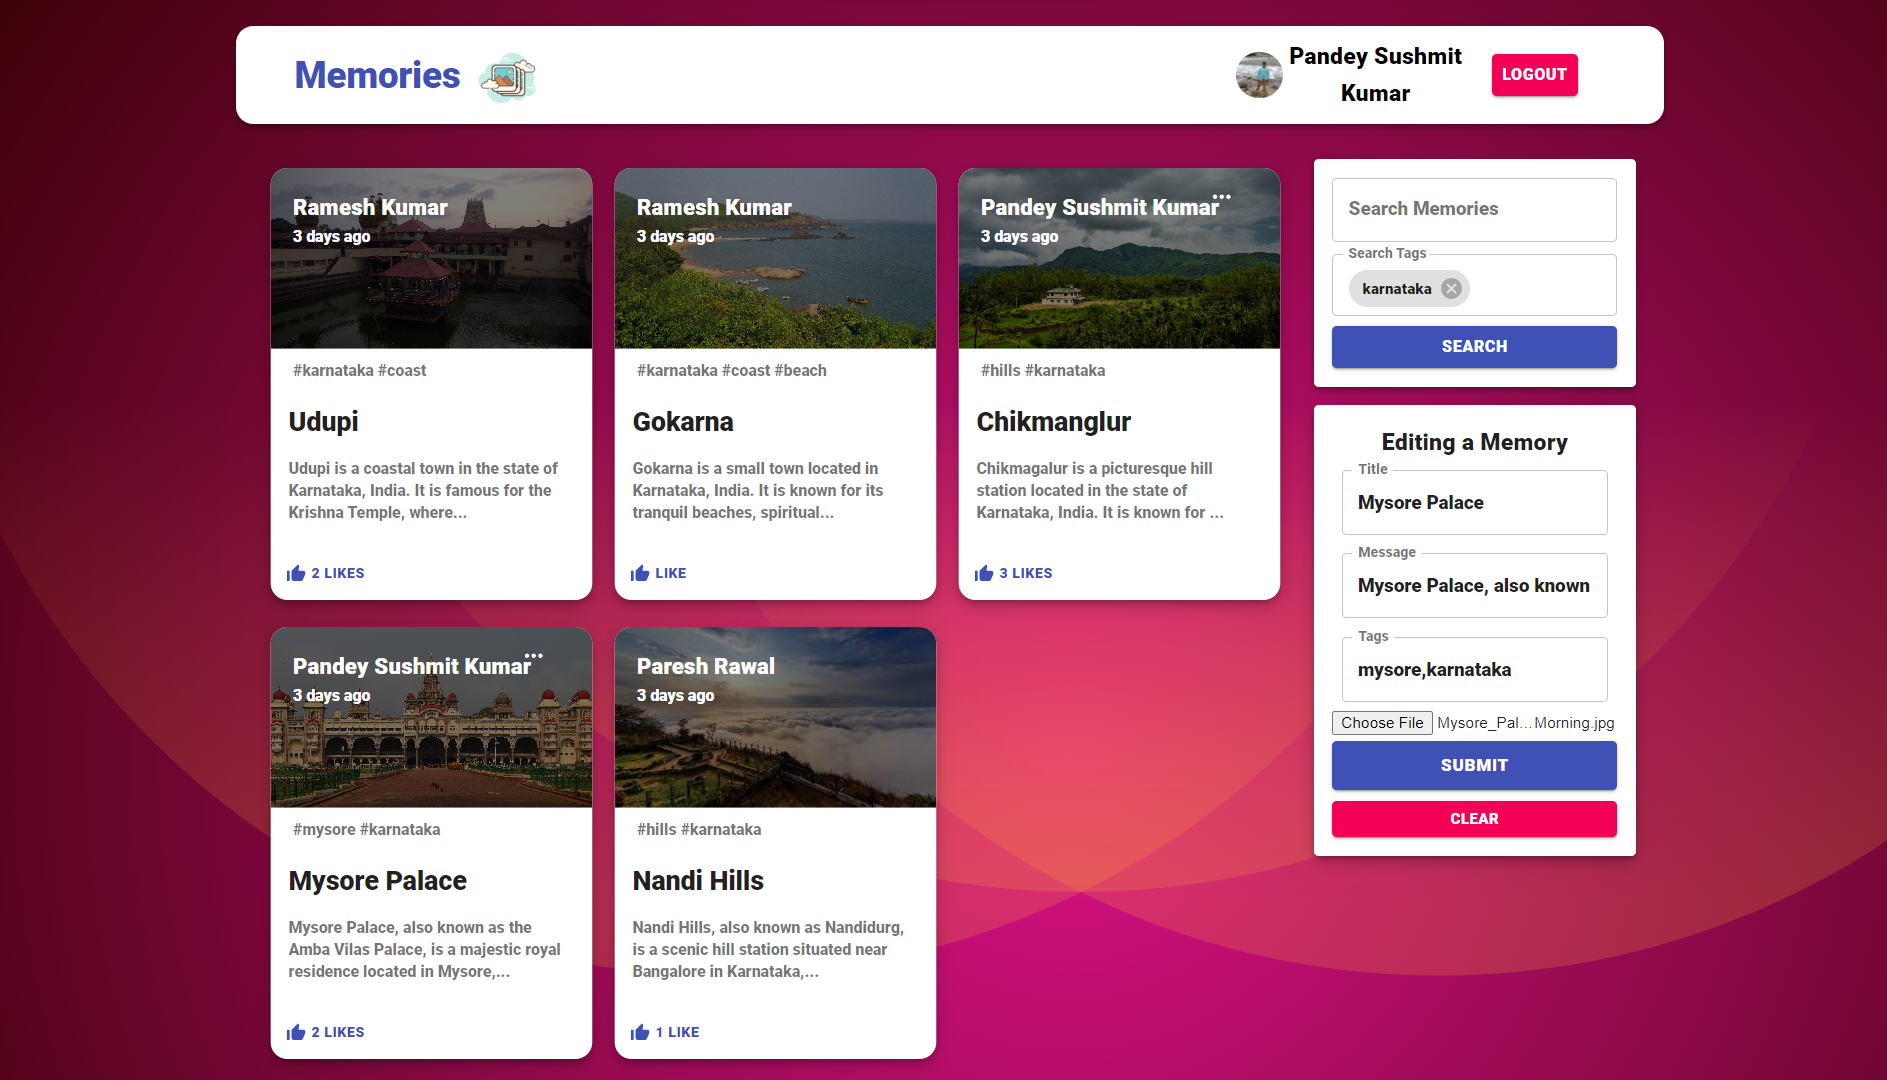 Memories
Pandey Sushmit
Kumar
LOGOUT
Ramesh Kumar
3 days ago
#karnataka #coast
Udupi
Udupi is a coastal town in the state of
Karnataka, India. It is famous for the
Krishna Temple, where...
2 LIKES
Ramesh Kumar
3 days ago
#karnataka #coast #beach
Gokarna
Gokarna is a small town located in
Karnataka, India. It is known for its
tranquil beaches, spiritual...
LIKE
Pandey Sushmit Kumar
3 days ago
#hills #karnataka
Chikmanglur
Chikmagalur is a picturesque hill
station located in the state of
Karnataka, India. It is known for ...
3 LIKES
Pandey Sushmit Kumar
3 days ago
#mysore #karnataka
Mysore Palace
Mysore Palace, also known as the
Amba Vilas Palace, is a majestic royal
residence located in Mysore,...
2 LIKES
Paresh Rawal
3 days ago
#hills #karnataka
Nandi Hills
Nandi Hills, also known as Nandidurg,
is a scenic hill station situated near
Bangalore in Karnataka,...
1 LIKE
Search Memories
Search Tags
karnataka
SEARCH
Editing a Memory
Title
Mysore Palace
Message
Mysore Palace, also known
Tags
mysore,karnataka
Choose File Mysore_Pal...Morning.jpg
SUBMIT
CLEAR